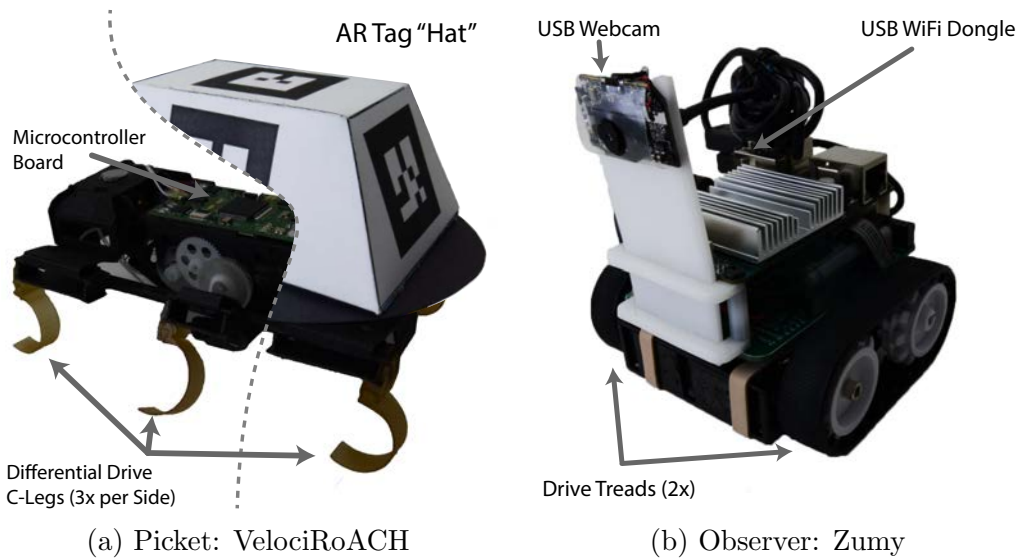 AR Tag “Hat”
Microcontroller
Board
Differential Drive
C-Legs (3x per Side)
(a) Picket: VelociRoACH
USB Webcam
USB WiFi Dongle
Drive Treads (2x)
(b) Observer: Zumy